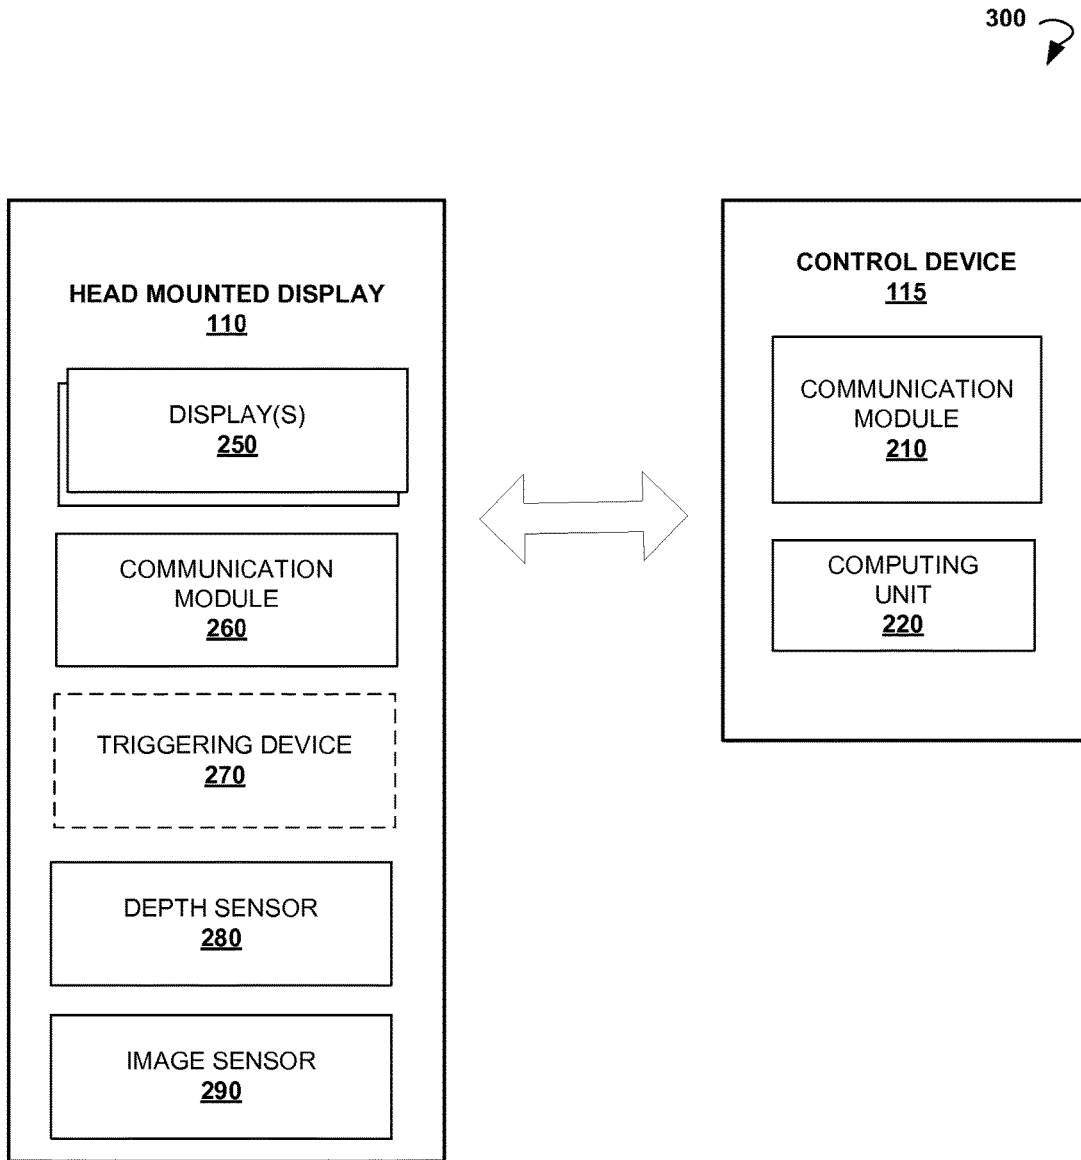 300
HEAD MOUNTED DISPLAY
110
DISPLAY(S)
250
COMMUNICATION
MODULE
260
TRIGGERING DEVICE
270
DEPTH SENSOR
280
IMAGE SENSOR
290
CONTROL DEVICE
115
COMMUNICATION
MODULE
210
COMPUTING
UNIT
220